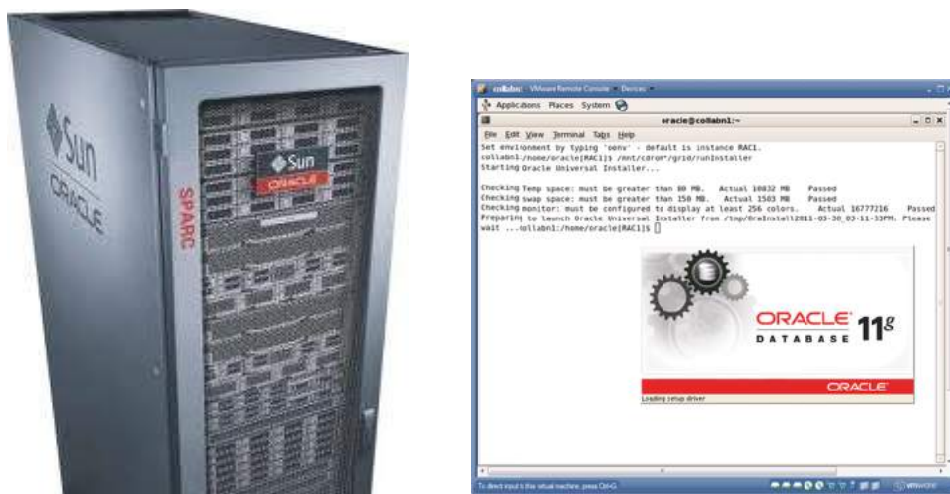 Sun
ORACLE
SPARC
Sun
ORACLE
collabn1 - VMware Remote Console Devices
Applications Places System
oracle@collabn1:~
File Edit View Terminal Tabs Help
Set environment by typing 'oenv' - default is instance RAC1.
collabn1:/home/oracle[RAC1]$ /mnt/cdrom*/grid/runInstaller
Starting Oracle Universal Installer...
Checking Temp space: must be greater than 80 MB. Actual 10832 MB Passed
Checking swap space: must be greater than 150 MB. Actual 1503 MB Passed
Checking monitor: must be configured to display at least 256 colors. Actual 16777216 Passed
Preparing to launch Oracle Universal Installer from /tmp/OraInstall2011-03-30_03-11-33PM. Please
wait ...collabn1:/home/oracle[RAC1]$
ORACLE
DATABASE 11g
ORACLE
Loading setup driver
To direct input to this virtual machine, press Ctrl-G.
vmware